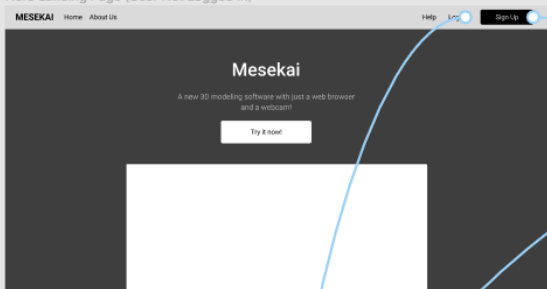 MESEKAI Home About Us Help Sign Up
Mesekai
A new 3D modeling software with just a web browser
and a webcam!
Try it now!